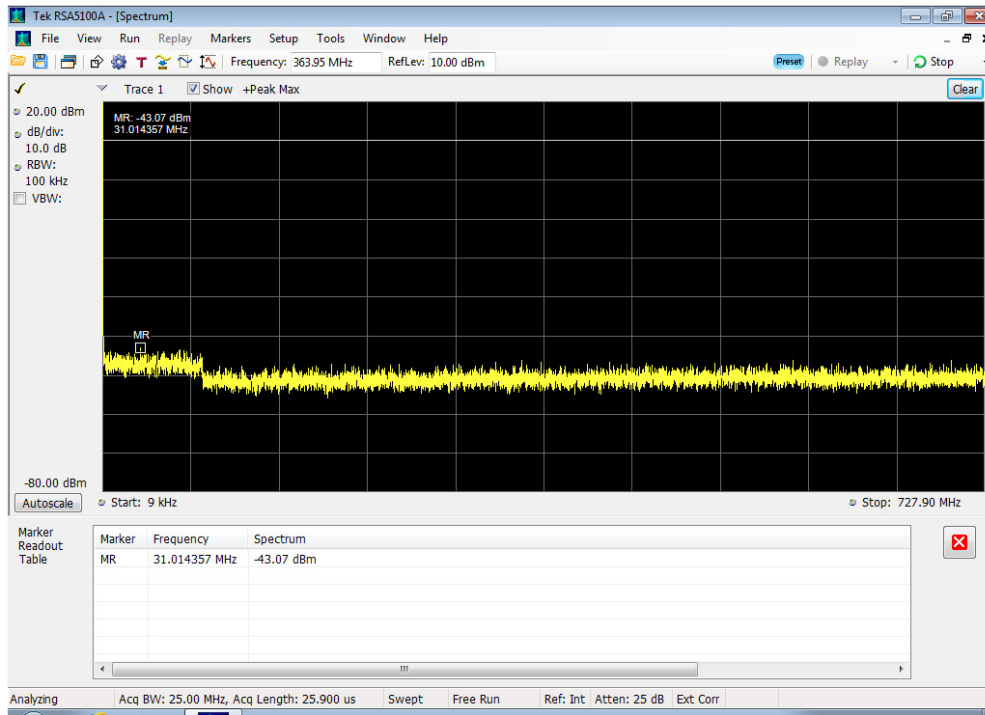 Tek RSA5100A - [Spectrum]
File View Run Replay Markers Setup Tools Window Help
T Frequency: 363.95 MHz RefLev: 10.00 dBm Preset Replay Stop
Trace 1 Show +Peak Max Clear
20.00 dBm
dB/div:
10.0 dB
RBW:
100 kHz
VBW:
MR: -43.07 dBm
31.014357 MHz
MR
-80.00 dBm
Autoscale Start: 9 kHz Stop: 727.90 MHz
Marker
Readout
Table
Marker Frequency Spectrum
MR 31.014357 MHz -43.07 dBm
Analyzing Acq BW: 25.00 MHz, Acq Length: 25.900 us Swept Free Run Ref: Int Atten: 25 dB Ext Corr